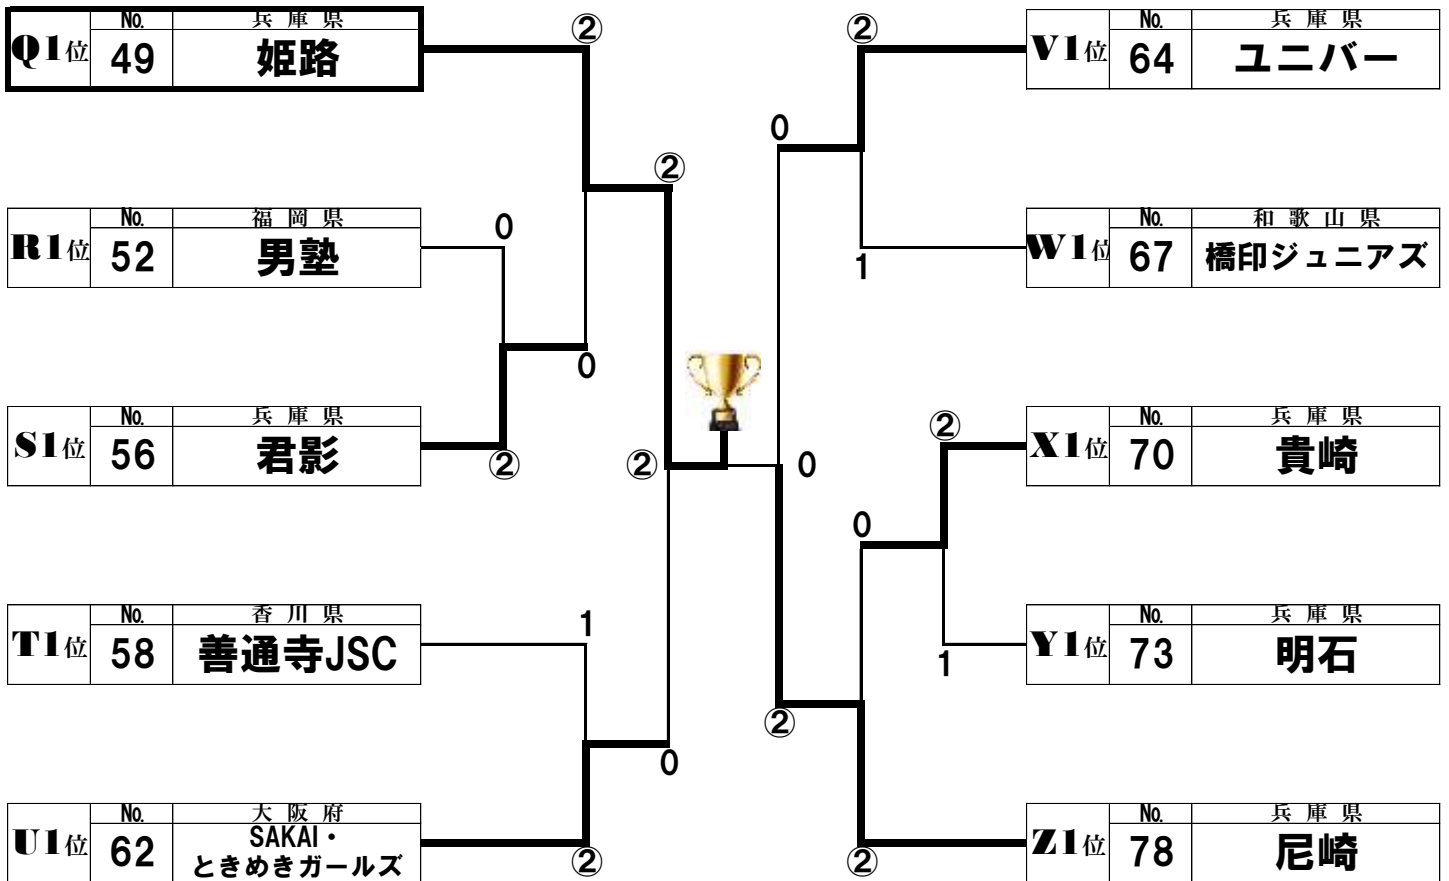 Q1位 No. 49 兵庫県 姫路
R1位 No. 52 福岡県 男塾
S1位 No. 56 兵庫県 君影
T1位 No. 58 香川県 善通寺JSC
U1位 No. 62 大阪府 SAKAI・
ときめきガールズ
②
0
②
②
0
0
②
1
②
0
0
②
0
②
②
1
0
②
1
②
V1位 No. 64 兵庫県 ユニバー
W1位 No. 67 和歌山県 橋印ジュニアズ
X1位 No. 70 兵庫県 貴崎
Y1位 No. 73 兵庫県 明石
Z1位 No. 78 兵庫県 尼崎